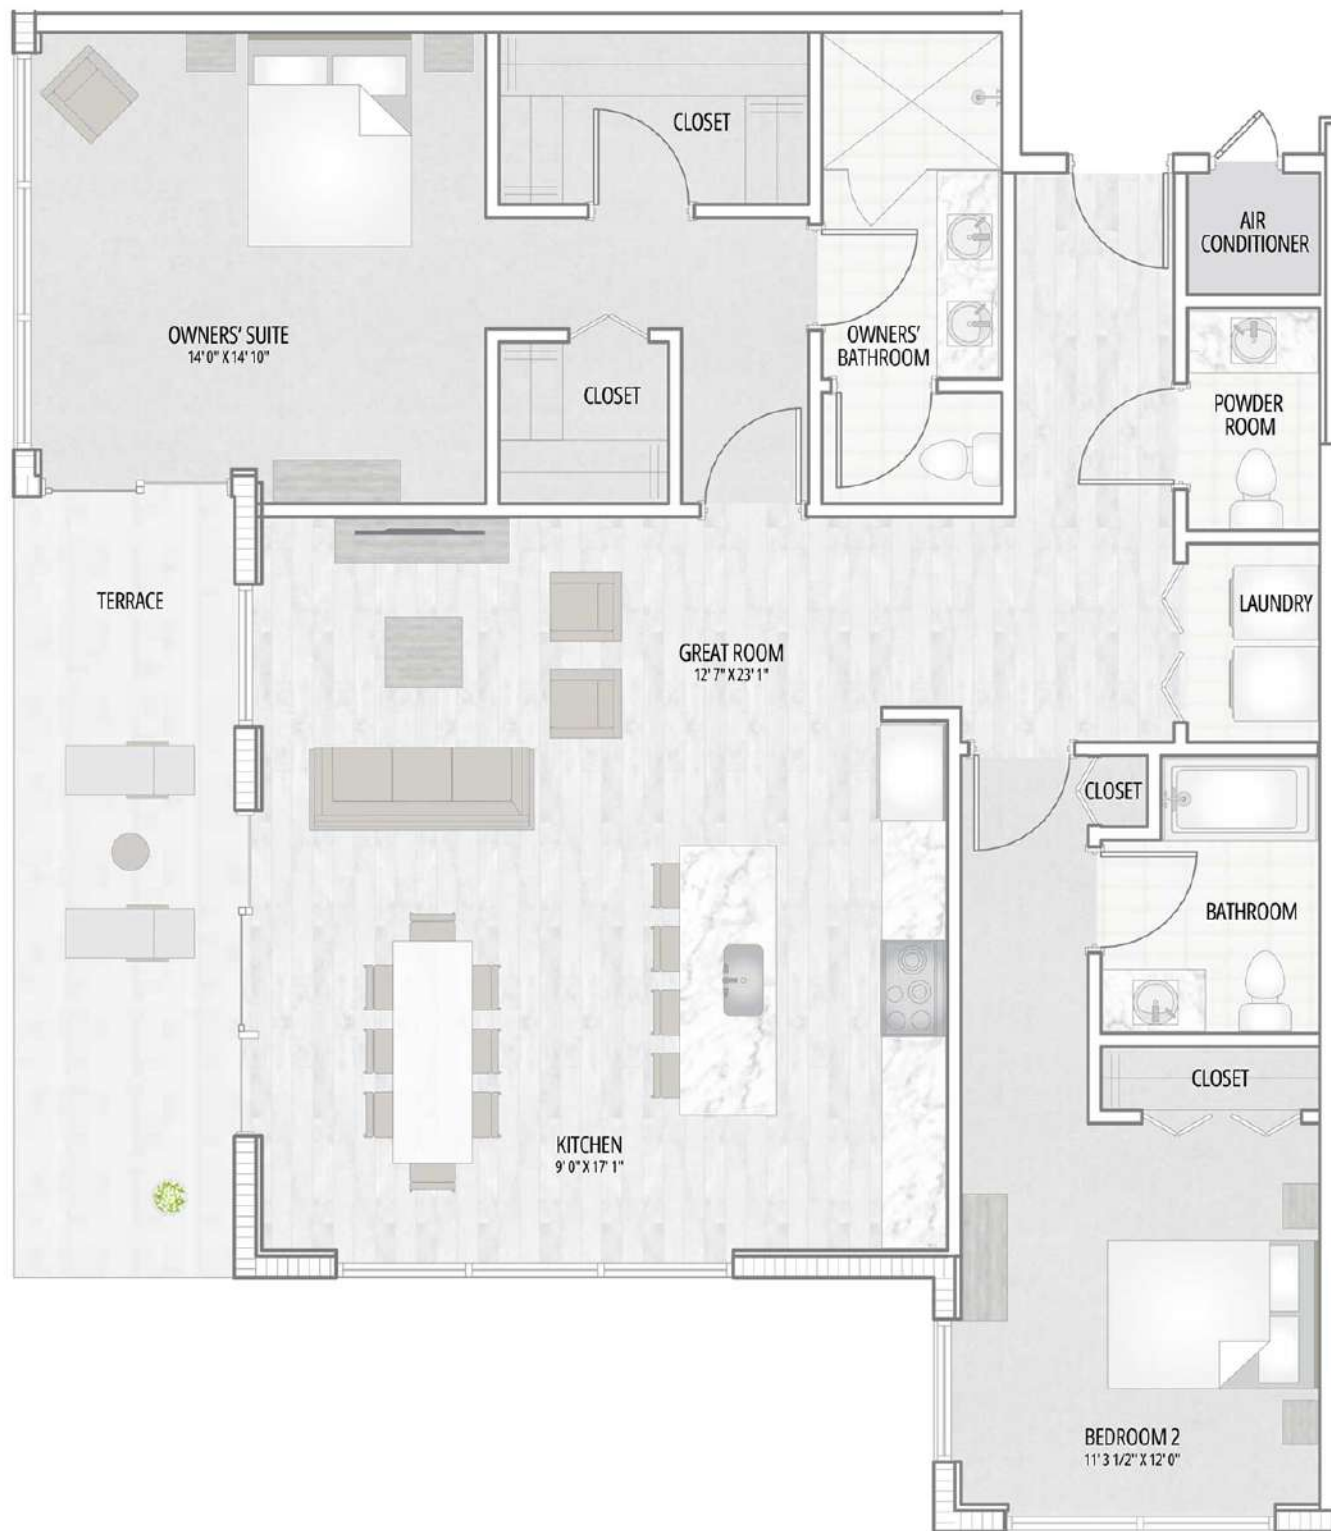 CLOSET
AIR
CONDITIONER
OWNERS' SUITE
14' 0" X 14' 10"
OWNERS'
BATHROOM
CLOSET
POWDER
ROOM
TERRACE
LAUNDRY
GREAT ROOM
12' 7" X 23' 1"
CLOSET
BATHROOM
CLOSET
KITCHEN
9' 0" X 17' 1"
BEDROOM 2
11' 3 1/2" X 12' 0"